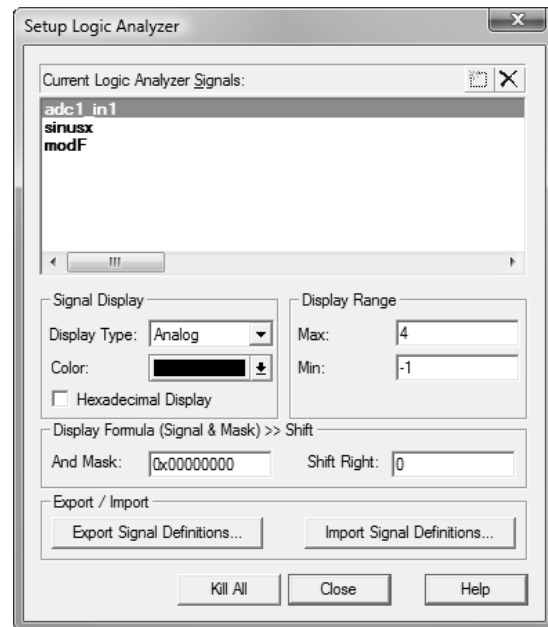 Setup Logic Analyzer
Current Logic Analyzer Signals:
adc1_in1
sinusx
modF
Signal Display
Display Type: Analog
Color:
Hexadecimal Display
Display Range
Max: 4
Min: -1
Display Formula (Signal & Mask) >> Shift
And Mask: 0x00000000 Shift Right: 0
Export / Import
Export Signal Definitions... Import Signal Definitions...
Kill All Close Help